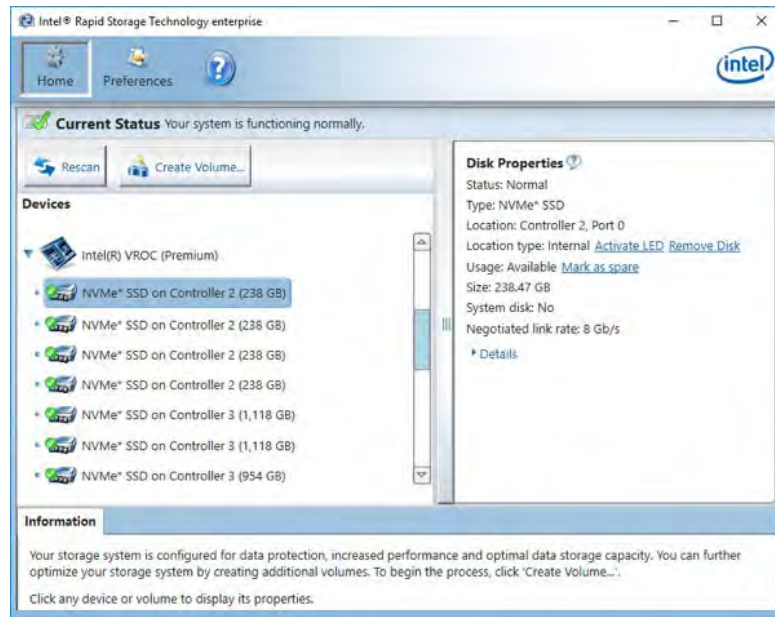 Intel® Rapid Storage Technology enterprise
Home
Preferences
?
intel
Current Status Your system is functioning normally.
Rescan
Create Volume...
Devices
Intel(R) VROC (Premium)
NVMe* SSD on Controller 2 (238 GB)
NVMe* SSD on Controller 2 (238 GB)
NVMe* SSD on Controller 2 (238 GB)
NVMe* SSD on Controller 2 (238 GB)
NVMe* SSD on Controller 3 (1,118 GB)
NVMe* SSD on Controller 3 (1,118 GB)
NVMe* SSD on Controller 3 (954 GB)
Disk Properties ?
Status: Normal
Type: NVMe* SSD
Location: Controller 2, Port 0
Location type: Internal Activate LED Remove Disk
Usage: Available Mark as spare
Size: 238.47 GB
System disk: No
Negotiated link rate: 8 Gb/s
Details
Information
Your storage system is configured for data protection, increased performance and optimal data storage capacity. You can further
optimize your storage system by creating additional volumes. To begin the process, click 'Create Volume...'.
Click any device or volume to display its properties.